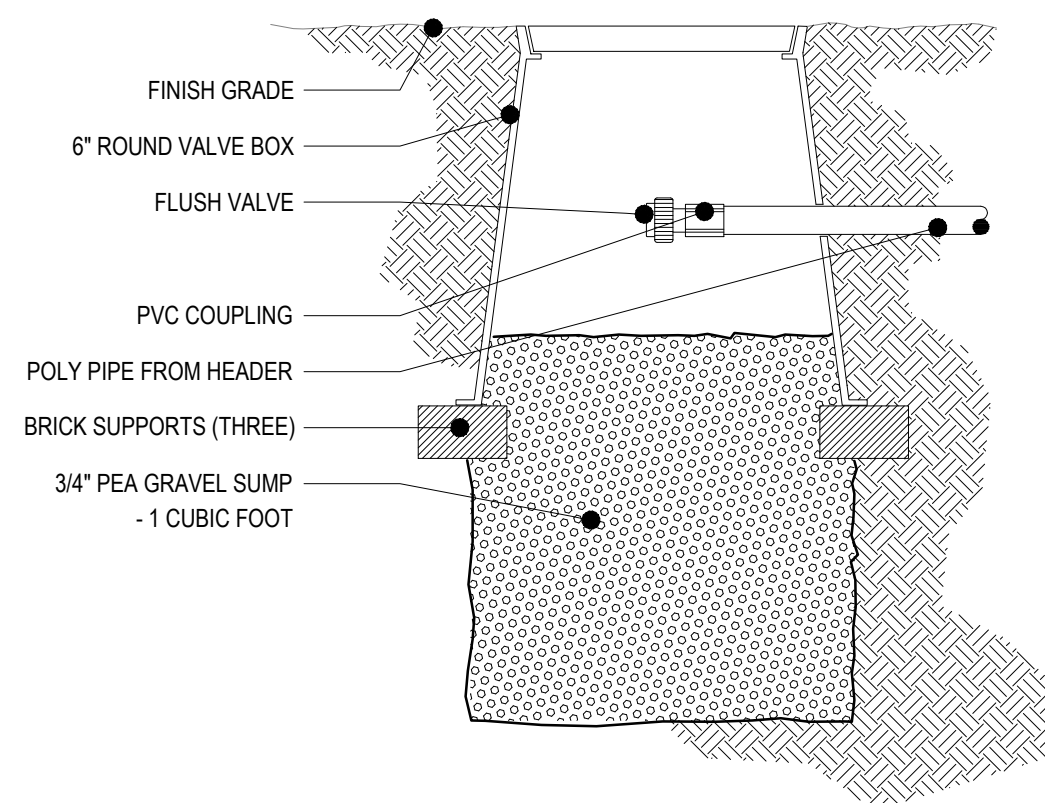 FINISH GRADE
6" ROUND VALVE BOX
FLUSH VALVE
PVC COUPLING
POLY PIPE FROM HEADER
BRICK SUPPORTS (THREE)
3/4" PEA GRAVEL SUMP
- 1 CUBIC FOOT